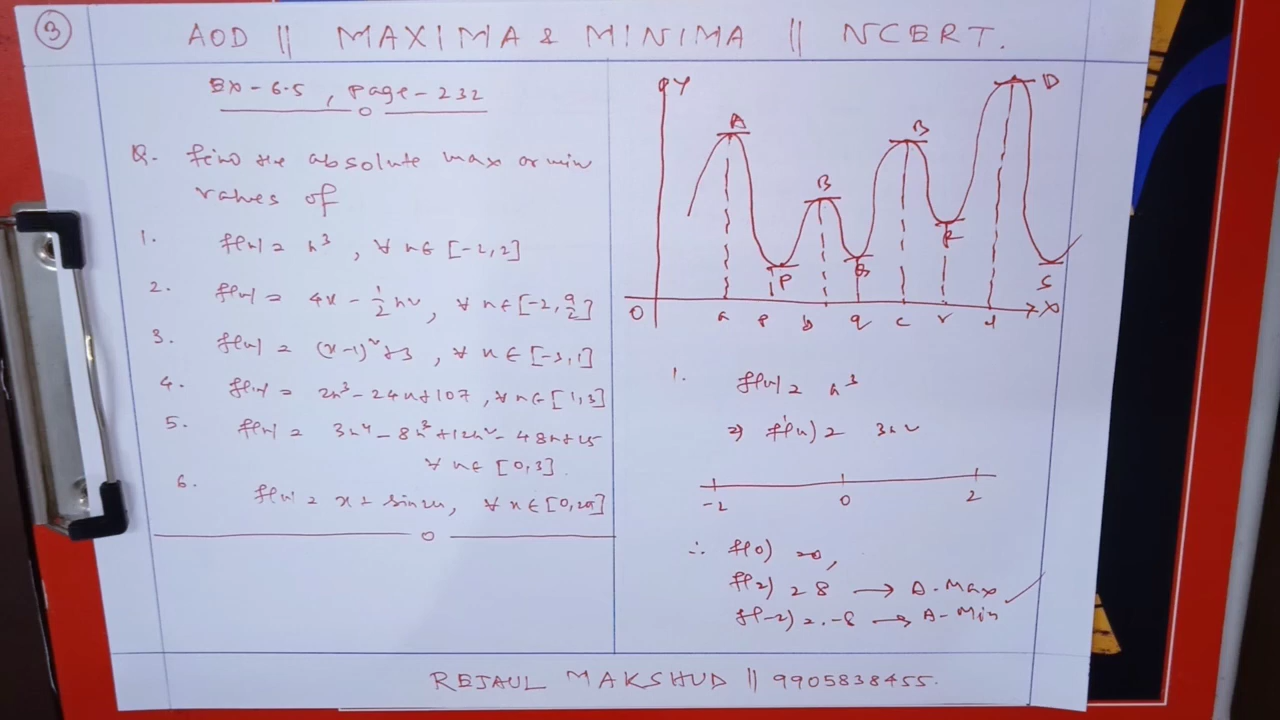 3
AOD || MAXIMA & MINIMA || NCERT.
Ex-6.5, Page-232
Q. find the absolute max or min
values of
1. f(x) = x³, ∀ x∈ [-2,2]
2. f(x) = 4x - ½x², ∀ x∈[-2, 9/2]
3. f(x) = (x-1)²+3, ∀ x∈ [-3,1]
4. f(x) = 2x³-24x+107, ∀ x∈ [1,3]
5. f(x) = 3x⁴-8x³+12x²-48x+25
∀ x∈ [0,3].
6. f(x) = x + sin2x, ∀ x∈[0,2π]
Y
A
B
B
D
P
Q
R
S
O a p b q c r d X
1. f(x) = x³
⇒ f'(x) = 3x²
-2 0 2
∴ f(0) = 0,
f(2) = 8 → A-Max
f(-2) = -8 → A-Min
REJAUL MAKSHUD || 9905838455.